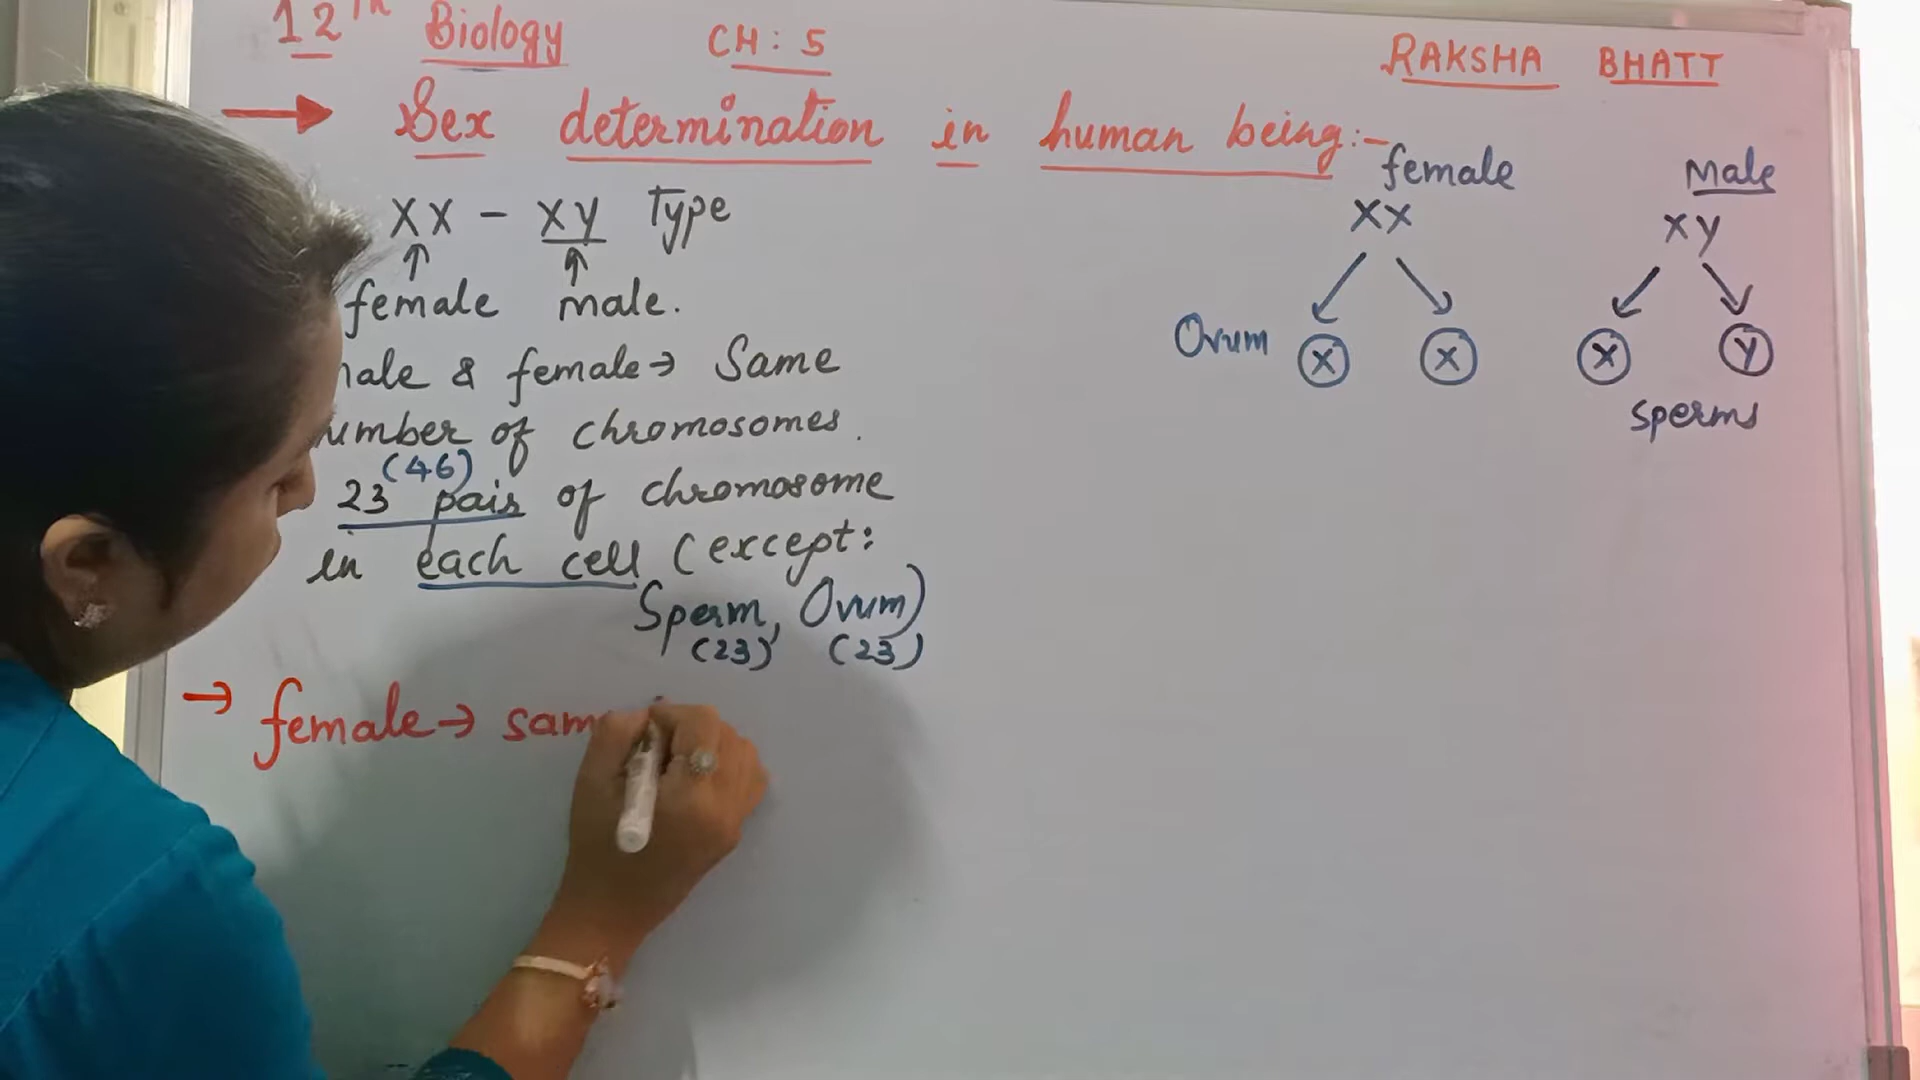 12th Biology CH: 5 RAKSHA BHATT
→ Sex determination in human being:-
XX - XY Type
↑ ↑
female male.
male & female → Same
number of chromosomes.
(46)
23 pair of chromosome
in each cell (except:
Sperm, Ovum)
(23) (23)
→ female → sam
female Male
XX XY
Ovum X X X Y
Sperms